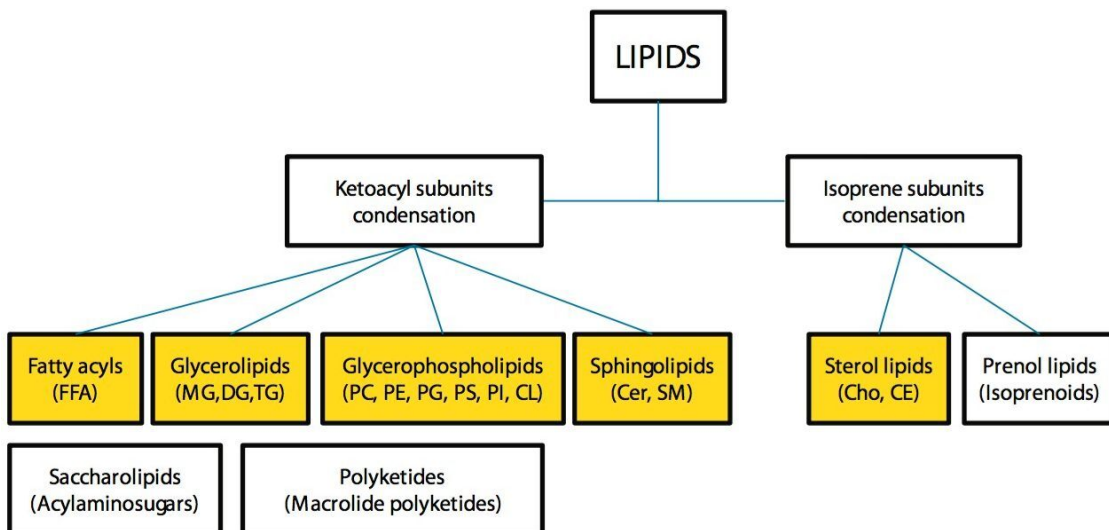 LIPIDS
Ketoacyl subunits
condensation
Isoprene subunits
condensation
Fatty acyls
(FFA)
Glycerolipids
(MG,DG,TG)
Glycerophospholipids
(PC, PE, PG, PS, PI, CL)
Sphingolipids
(Cer, SM)
Sterol lipids
(Cho, CE)
Prenol lipids
(Isoprenoids)
Saccharolipids
(Acylaminosugars)
Polyketides
(Macrolide polyketides)